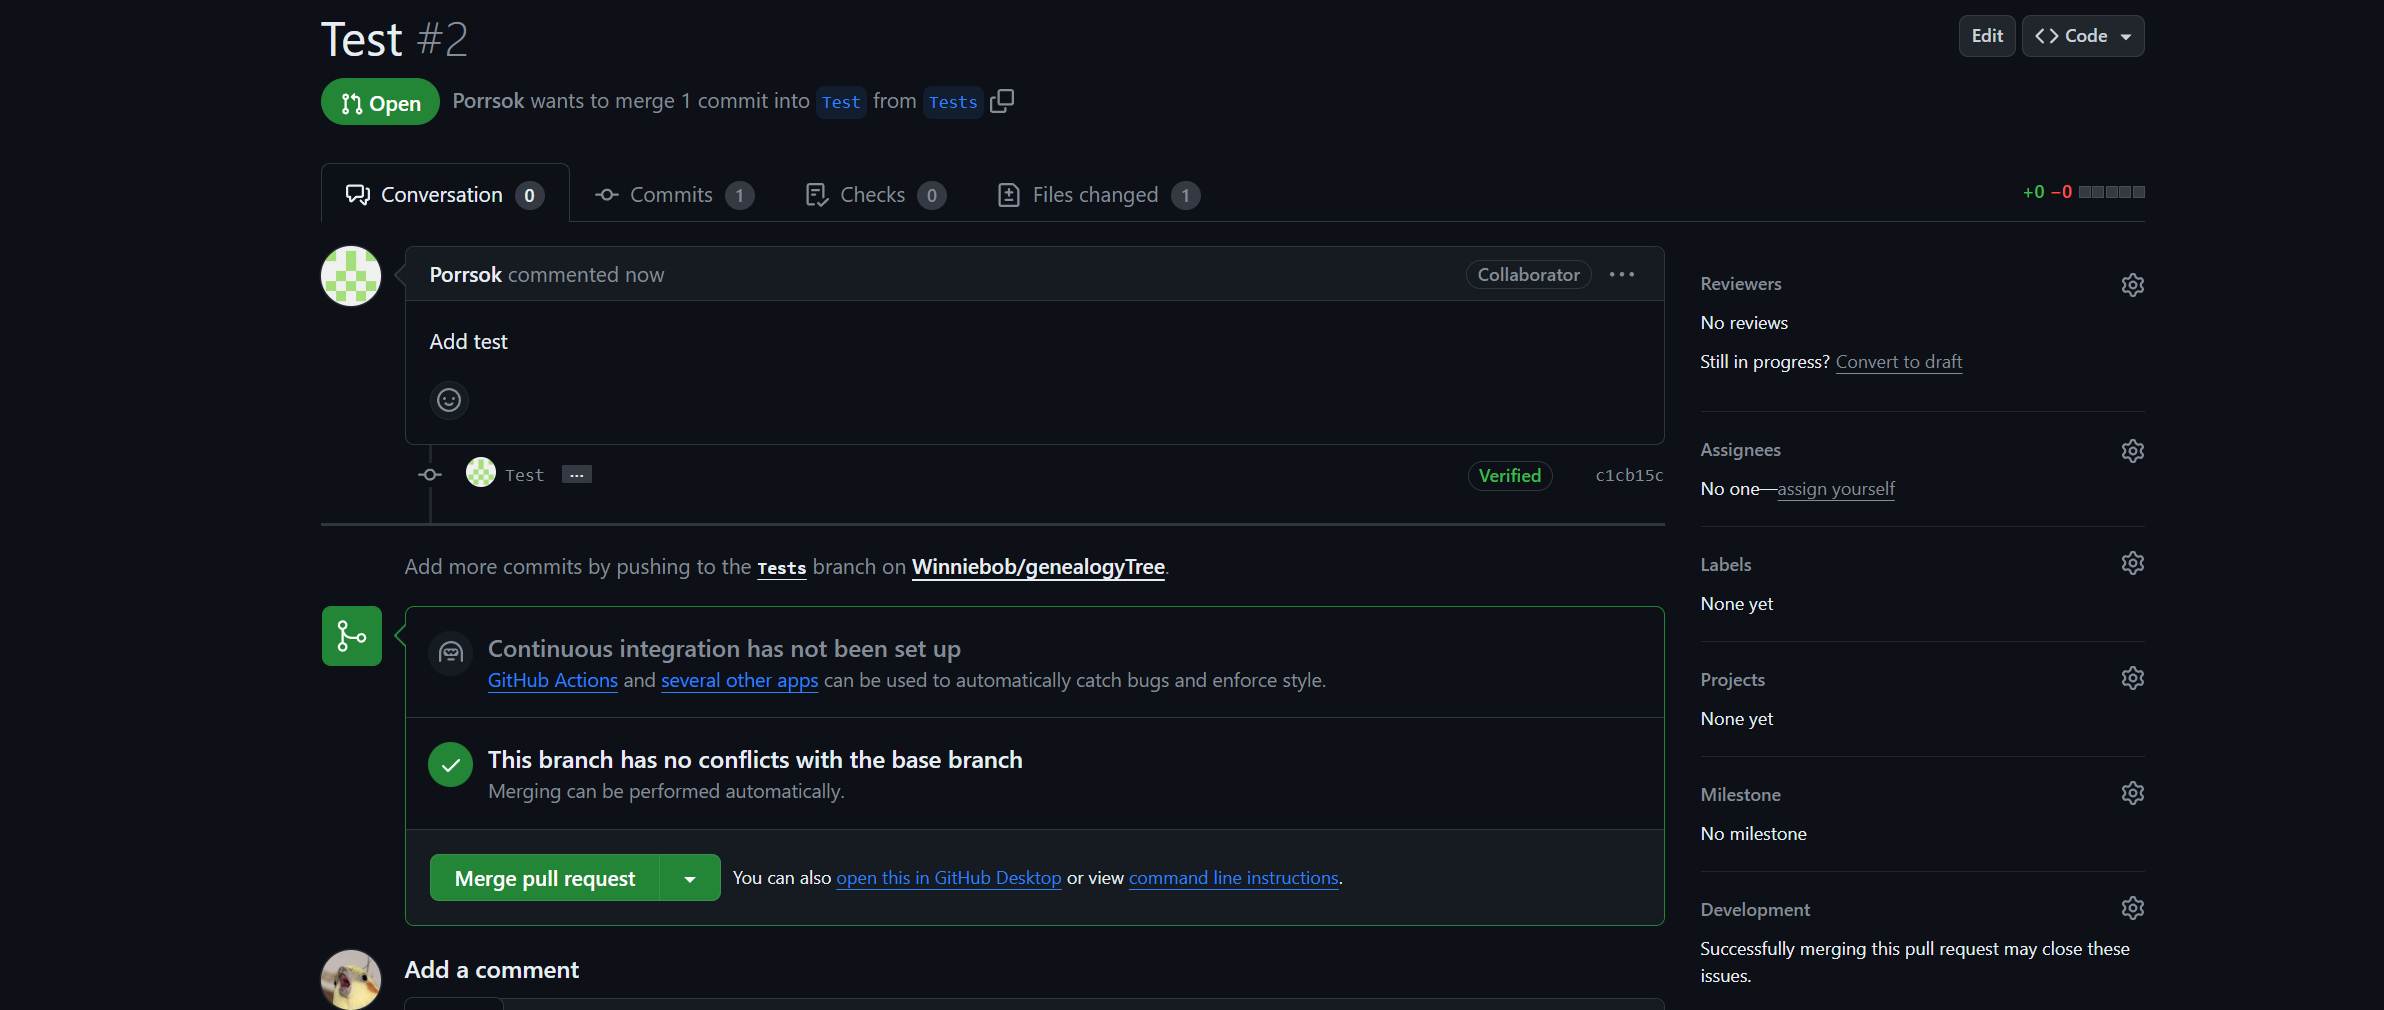 Test #2
Edit
Code
Open
Porrsok wants to merge 1 commit into Test from Tests
Conversation 0
Commits 1
Checks 0
Files changed 1
+0 −0
Porrsok commented now
Collaborator
Add test
Test
Verified
c1cb15c
Add more commits by pushing to the Tests branch on Winniebob/genealogyTree.
Continuous integration has not been set up
GitHub Actions and several other apps can be used to automatically catch bugs and enforce style.
This branch has no conflicts with the base branch
Merging can be performed automatically.
Merge pull request
You can also open this in GitHub Desktop or view command line instructions.
Add a comment
Reviewers
No reviews
Still in progress? Convert to draft
Assignees
No one—assign yourself
Labels
None yet
Projects
None yet
Milestone
No milestone
Development
Successfully merging this pull request may close these
issues.